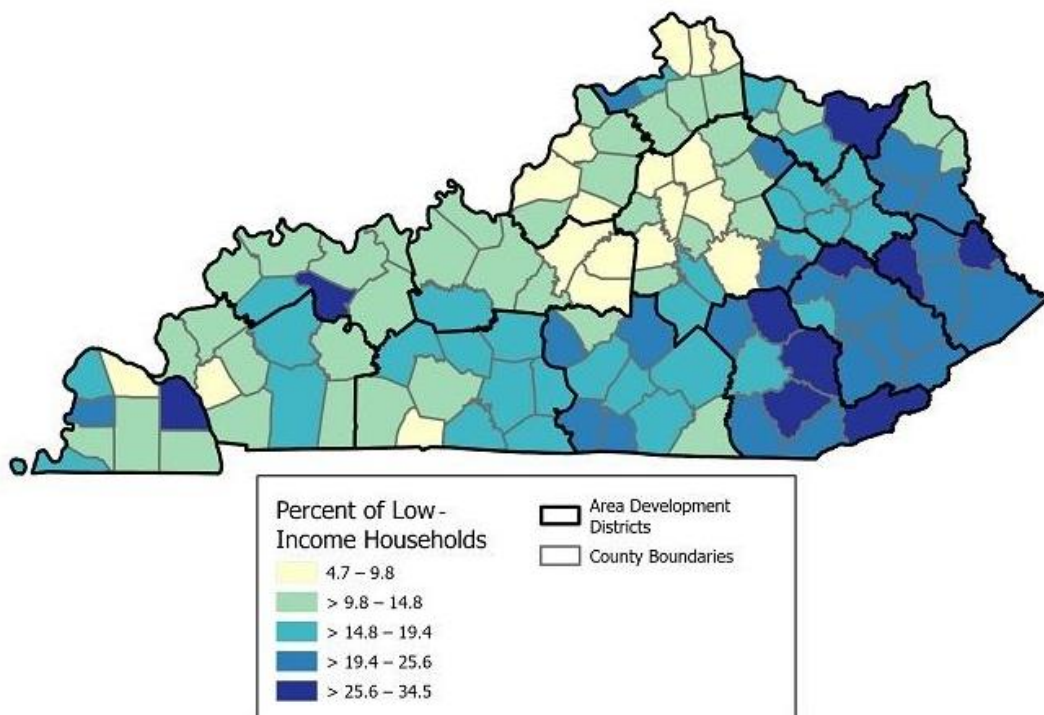 Percent of Low-
Income Households
4.7 – 9.8
> 9.8 – 14.8
> 14.8 – 19.4
> 19.4 – 25.6
> 25.6 – 34.5
Area Development
Districts
County Boundaries